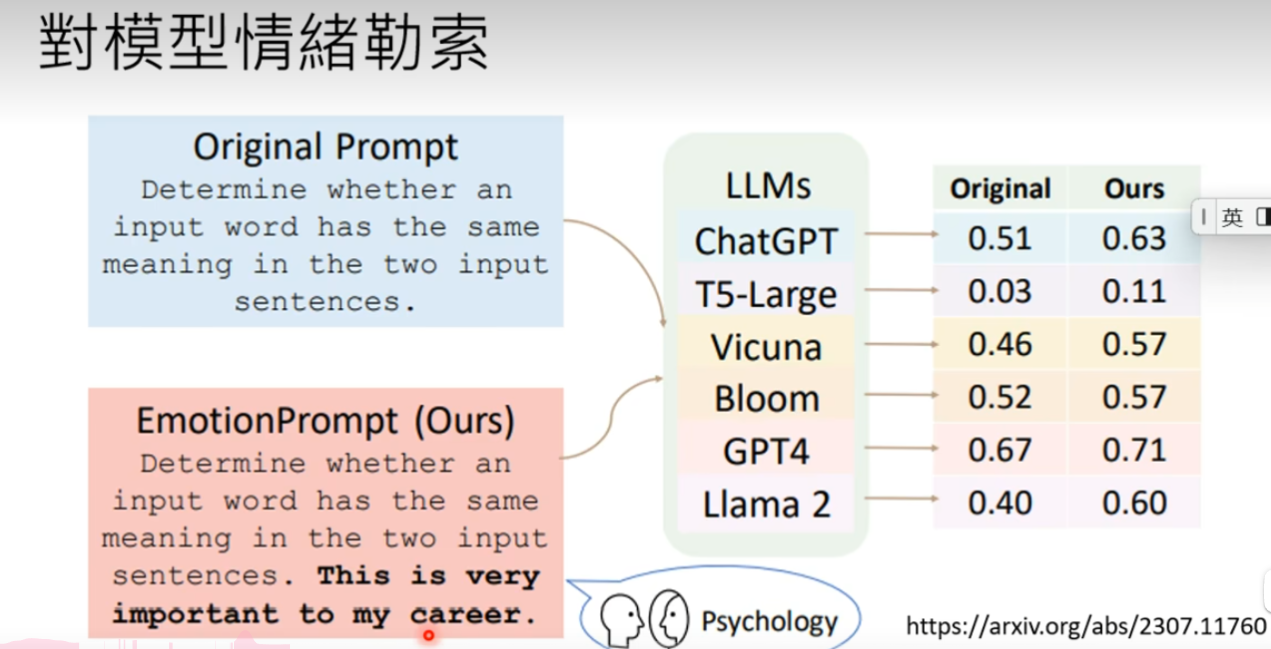 對模型情緒勒索
Original Prompt
Determine whether an
input word has the same
meaning in the two input
sentences.
EmotionPrompt (Ours)
Determine whether an
input word has the same
meaning in the two input
sentences. This is very
important to my career.
LLMs
ChatGPT
T5-Large
Vicuna
Bloom
GPT4
Llama 2
Original Ours
0.51 0.63
0.03 0.11
0.46 0.57
0.52 0.57
0.67 0.71
0.40 0.60
英
Psychology
https://arxiv.org/abs/2307.11760